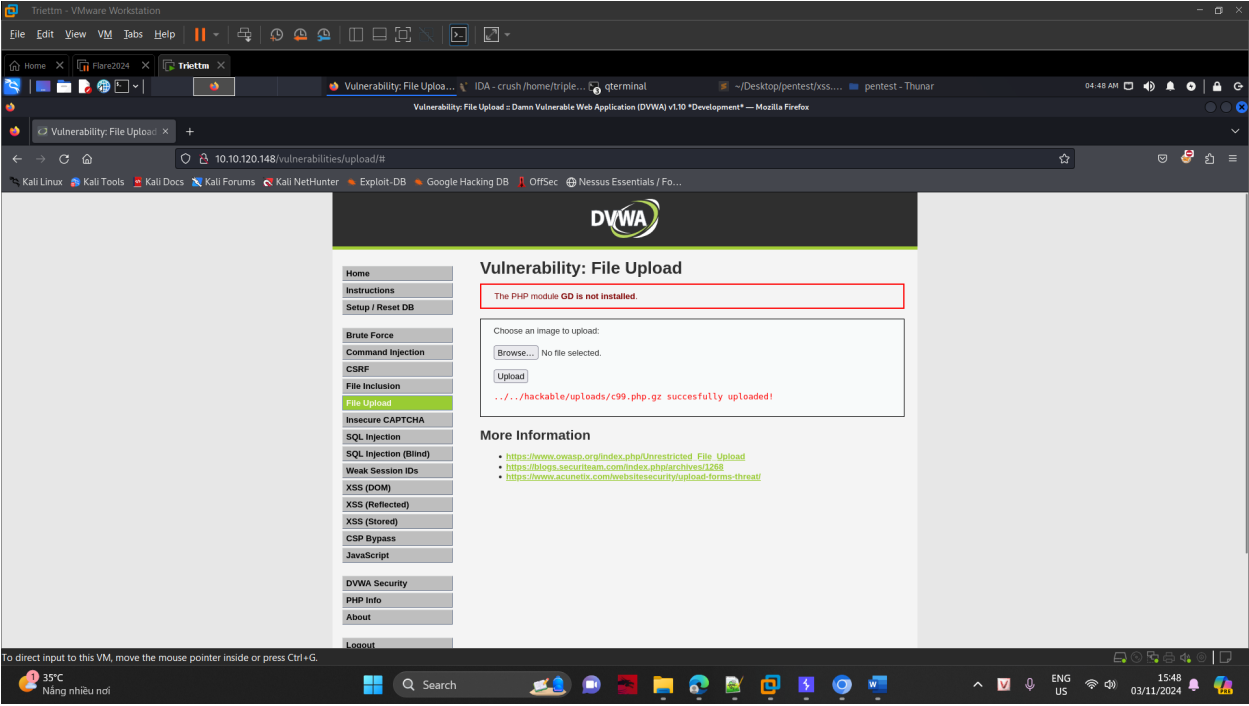 Triettm - VMware Workstation
File Edit View VM Tabs Help
Home Flare2024 Triettm
Vulnerability: File Uploa... IDA - crush /home/triple... qterminal ~/Desktop/pentest/xss.... pentest - Thunar 04:48 AM
Vulnerability: File Upload :: Damn Vulnerable Web Application (DVWA) v1.10 *Development* — Mozilla Firefox
Vulnerability: File Upload
10.10.120.148/vulnerabilities/upload/#
Kali Linux Kali Tools Kali Docs Kali Forums Kali NetHunter Exploit-DB Google Hacking DB OffSec Nessus Essentials / Fo...
DVWA
Home
Instructions
Setup / Reset DB
Brute Force
Command Injection
CSRF
File Inclusion
File Upload
Insecure CAPTCHA
SQL Injection
SQL Injection (Blind)
Weak Session IDs
XSS (DOM)
XSS (Reflected)
XSS (Stored)
CSP Bypass
JavaScript
DVWA Security
PHP Info
About
Logout
Vulnerability: File Upload
The PHP module GD is not installed.
Choose an image to upload:
Browse... No file selected.
Upload
../../hackable/uploads/c99.php.gz succesfully uploaded!
More Information
https://www.owasp.org/index.php/Unrestricted_File_Upload
https://blogs.securiteam.com/index.php/archives/1268
https://www.acunetix.com/websitesecurity/upload-forms-threat/
To direct input to this VM, move the mouse pointer inside or press Ctrl+G.
1 35°C
Nắng nhiều nơi
Search
ENG
US
15:48
03/11/2024